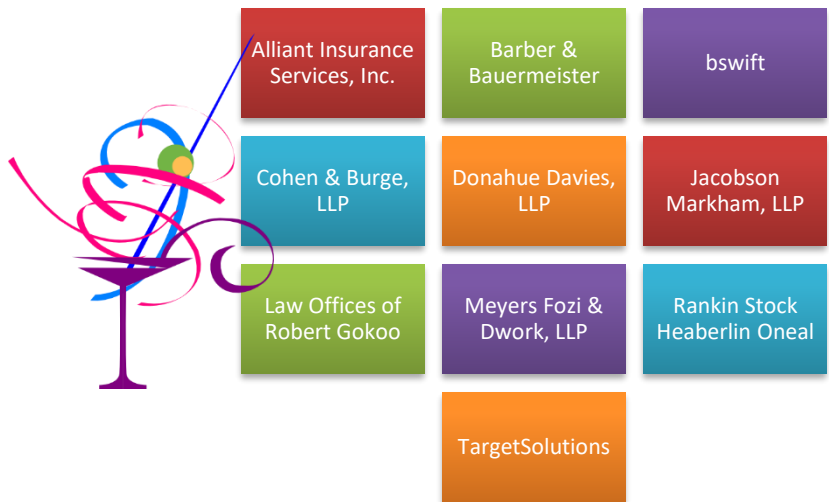 Alliant Insurance
Services, Inc.
Barber &
Bauermeister
bswift
Cohen & Burge,
LLP
Donahue Davies,
LLP
Jacobson
Markham, LLP
Law Offices of
Robert Gokoo
Meyers Fozi &
Dwork, LLP
Rankin Stock
Heaberlin Oneal
TargetSolutions